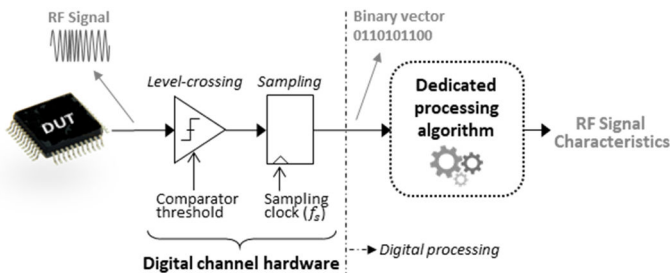 RF Signal
Binary vector
0110101100
Level-crossing
Sampling
DUT
Dedicated
processing
algorithm
RF Signal
Characteristics
Comparator
threshold
Sampling
clock (fs)
Digital processing
Digital channel hardware